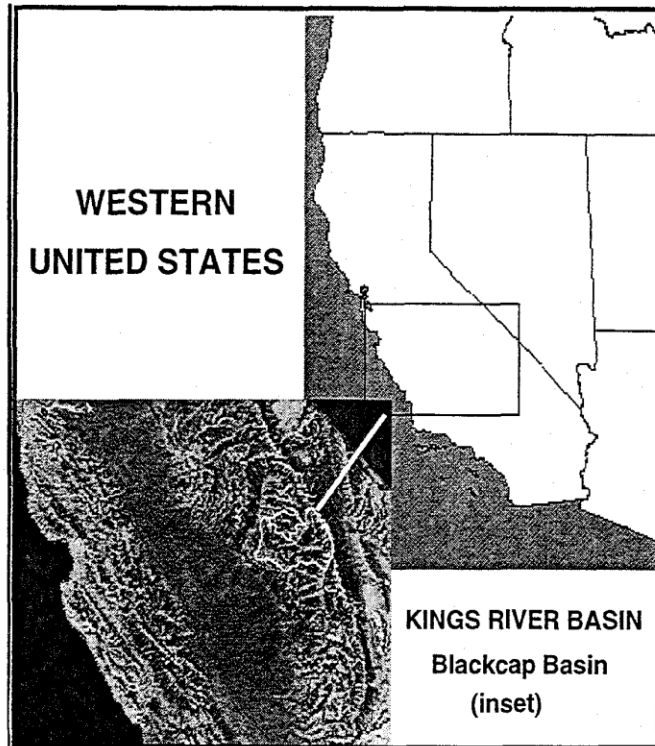 WESTERN
UNITED STATES
KINGS RIVER BASIN
Blackcap Basin
(inset)